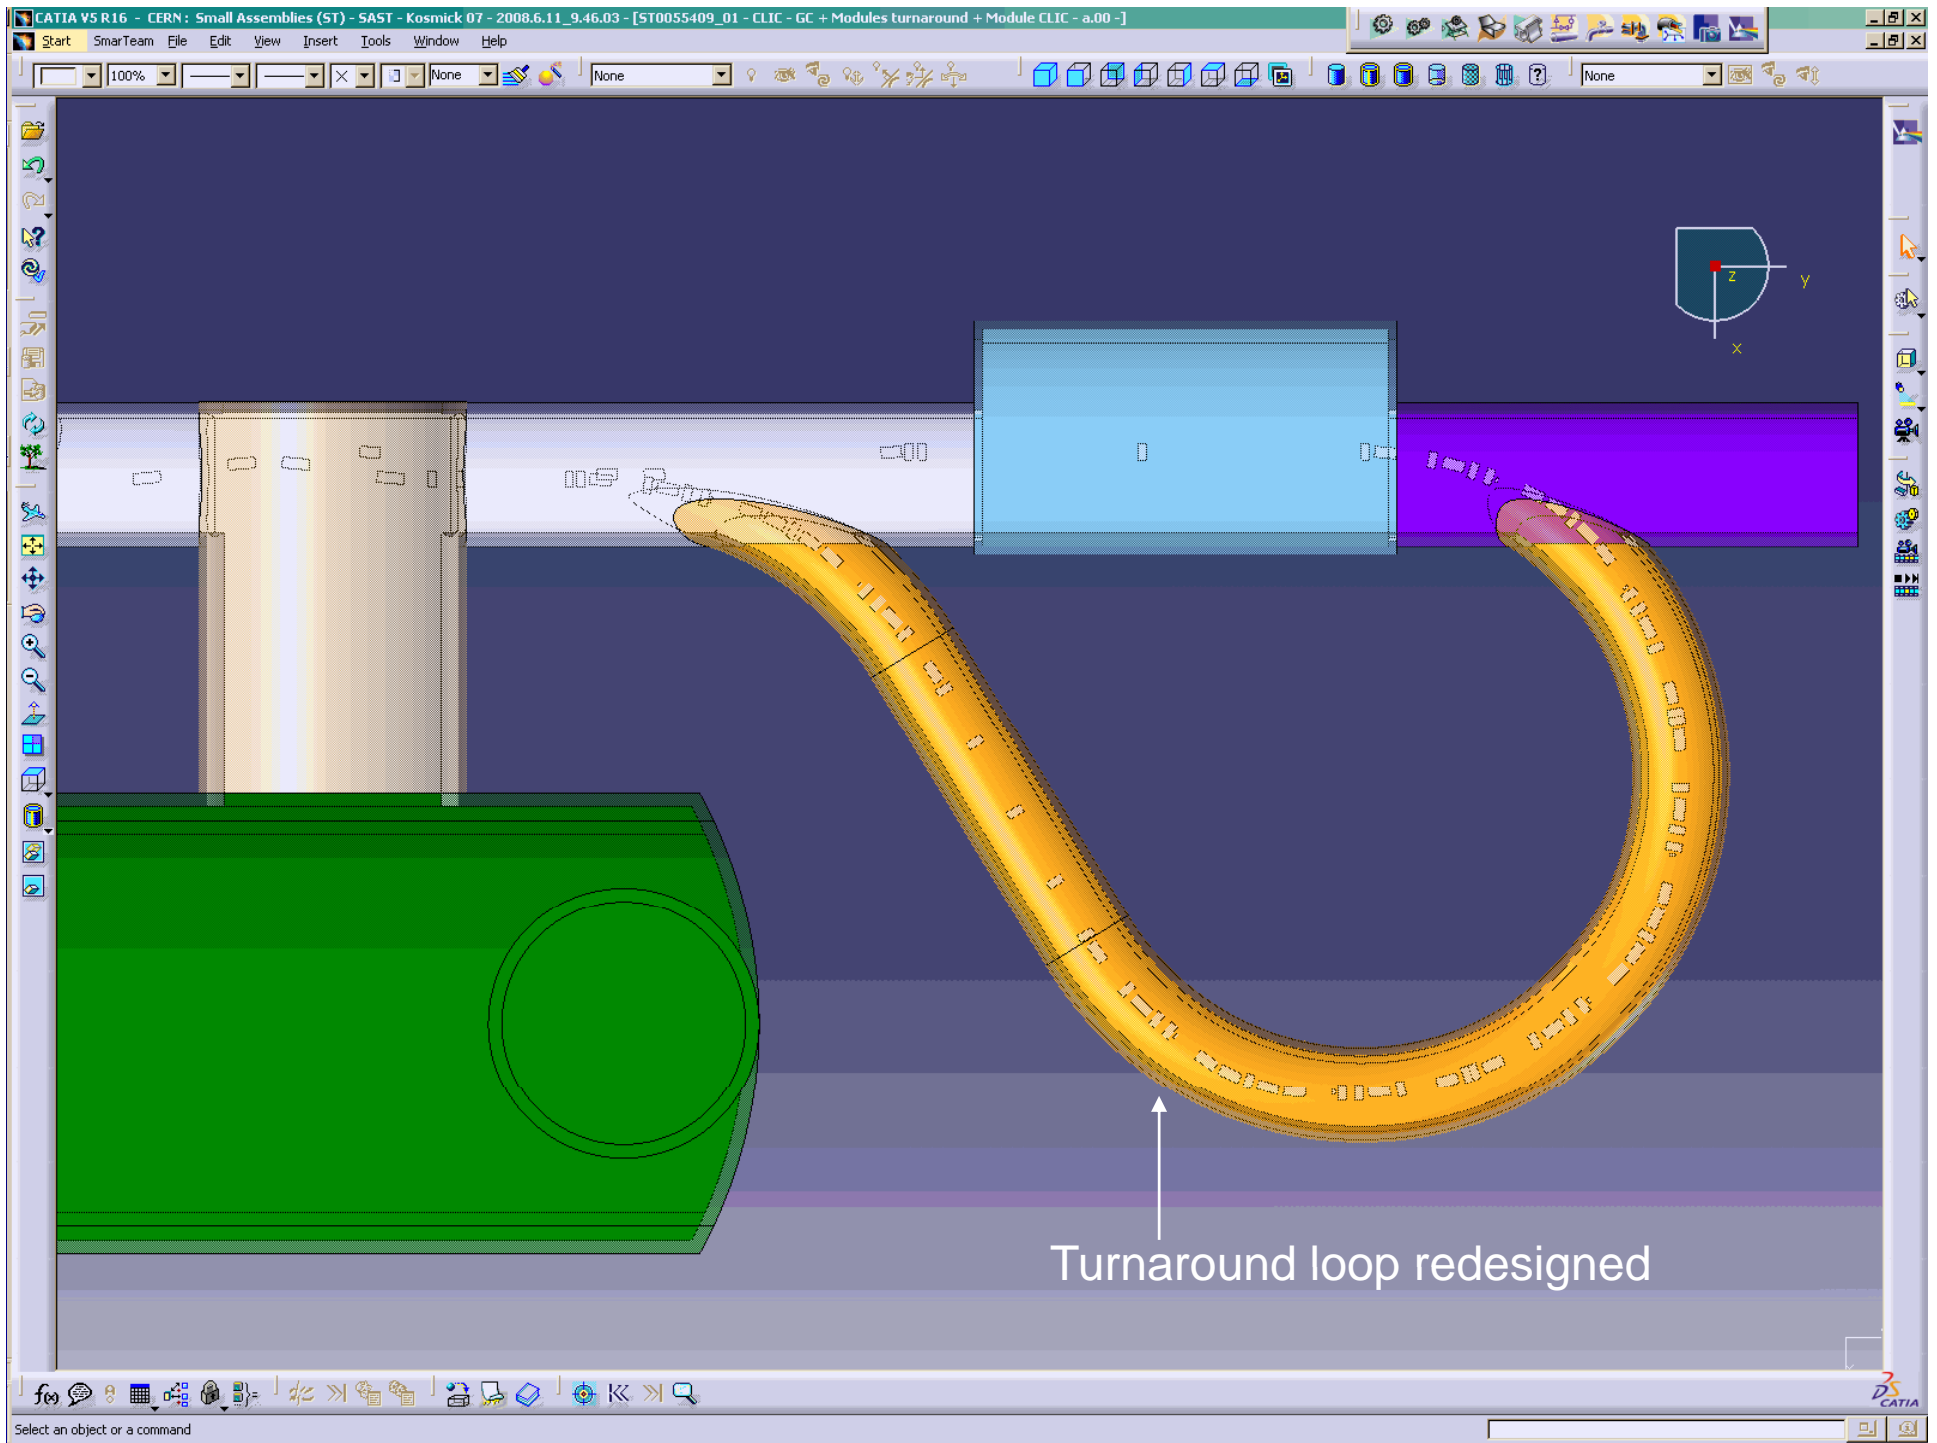 CATIA V5 R16 - CERN : Small Assemblies (ST) - SAST - Kosmick 07 - 2008.6.11_9.46.03 - [ST0055409_01 - CLIC - GC + Modules turnaround + Module CLIC - a.00 -]
Start SmarTeam File Edit View Insert Tools Window Help
100% None None None
z
y
x
Turnaround loop redesigned
f(x)
CATIA
Select an object or a command